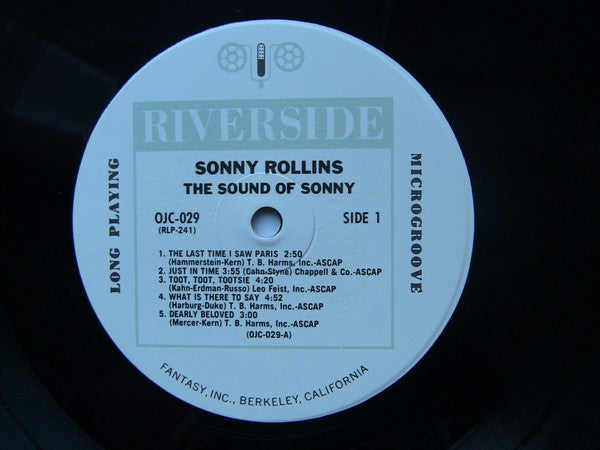 RIVERSIDE
SONNY ROLLINS
THE SOUND OF SONNY
OJC-029 SIDE 1
(RLP-241)
1. THE LAST TIME I SAW PARIS 2:50
(Hammerstein-Kern) T. B. Harms, Inc.-ASCAP
2. JUST IN TIME 3:55 (Cahn-Styne) Chappell & Co.-ASCAP
3. TOOT, TOOT, TOOTSIE 4:20
(Kahn-Erdman-Russo) Leo Feist, Inc.-ASCAP
4. WHAT IS THERE TO SAY 4:52
(Harburg-Duke) T. B. Harms, Inc.-ASCAP
5. DEARLY BELOVED 3:00
(Mercer-Kern) T. B. Harms, Inc.-ASCAP
(OJC-029-A)
LONG PLAYING
MICROGROOVE
FANTASY, INC., BERKELEY, CALIFORNIA